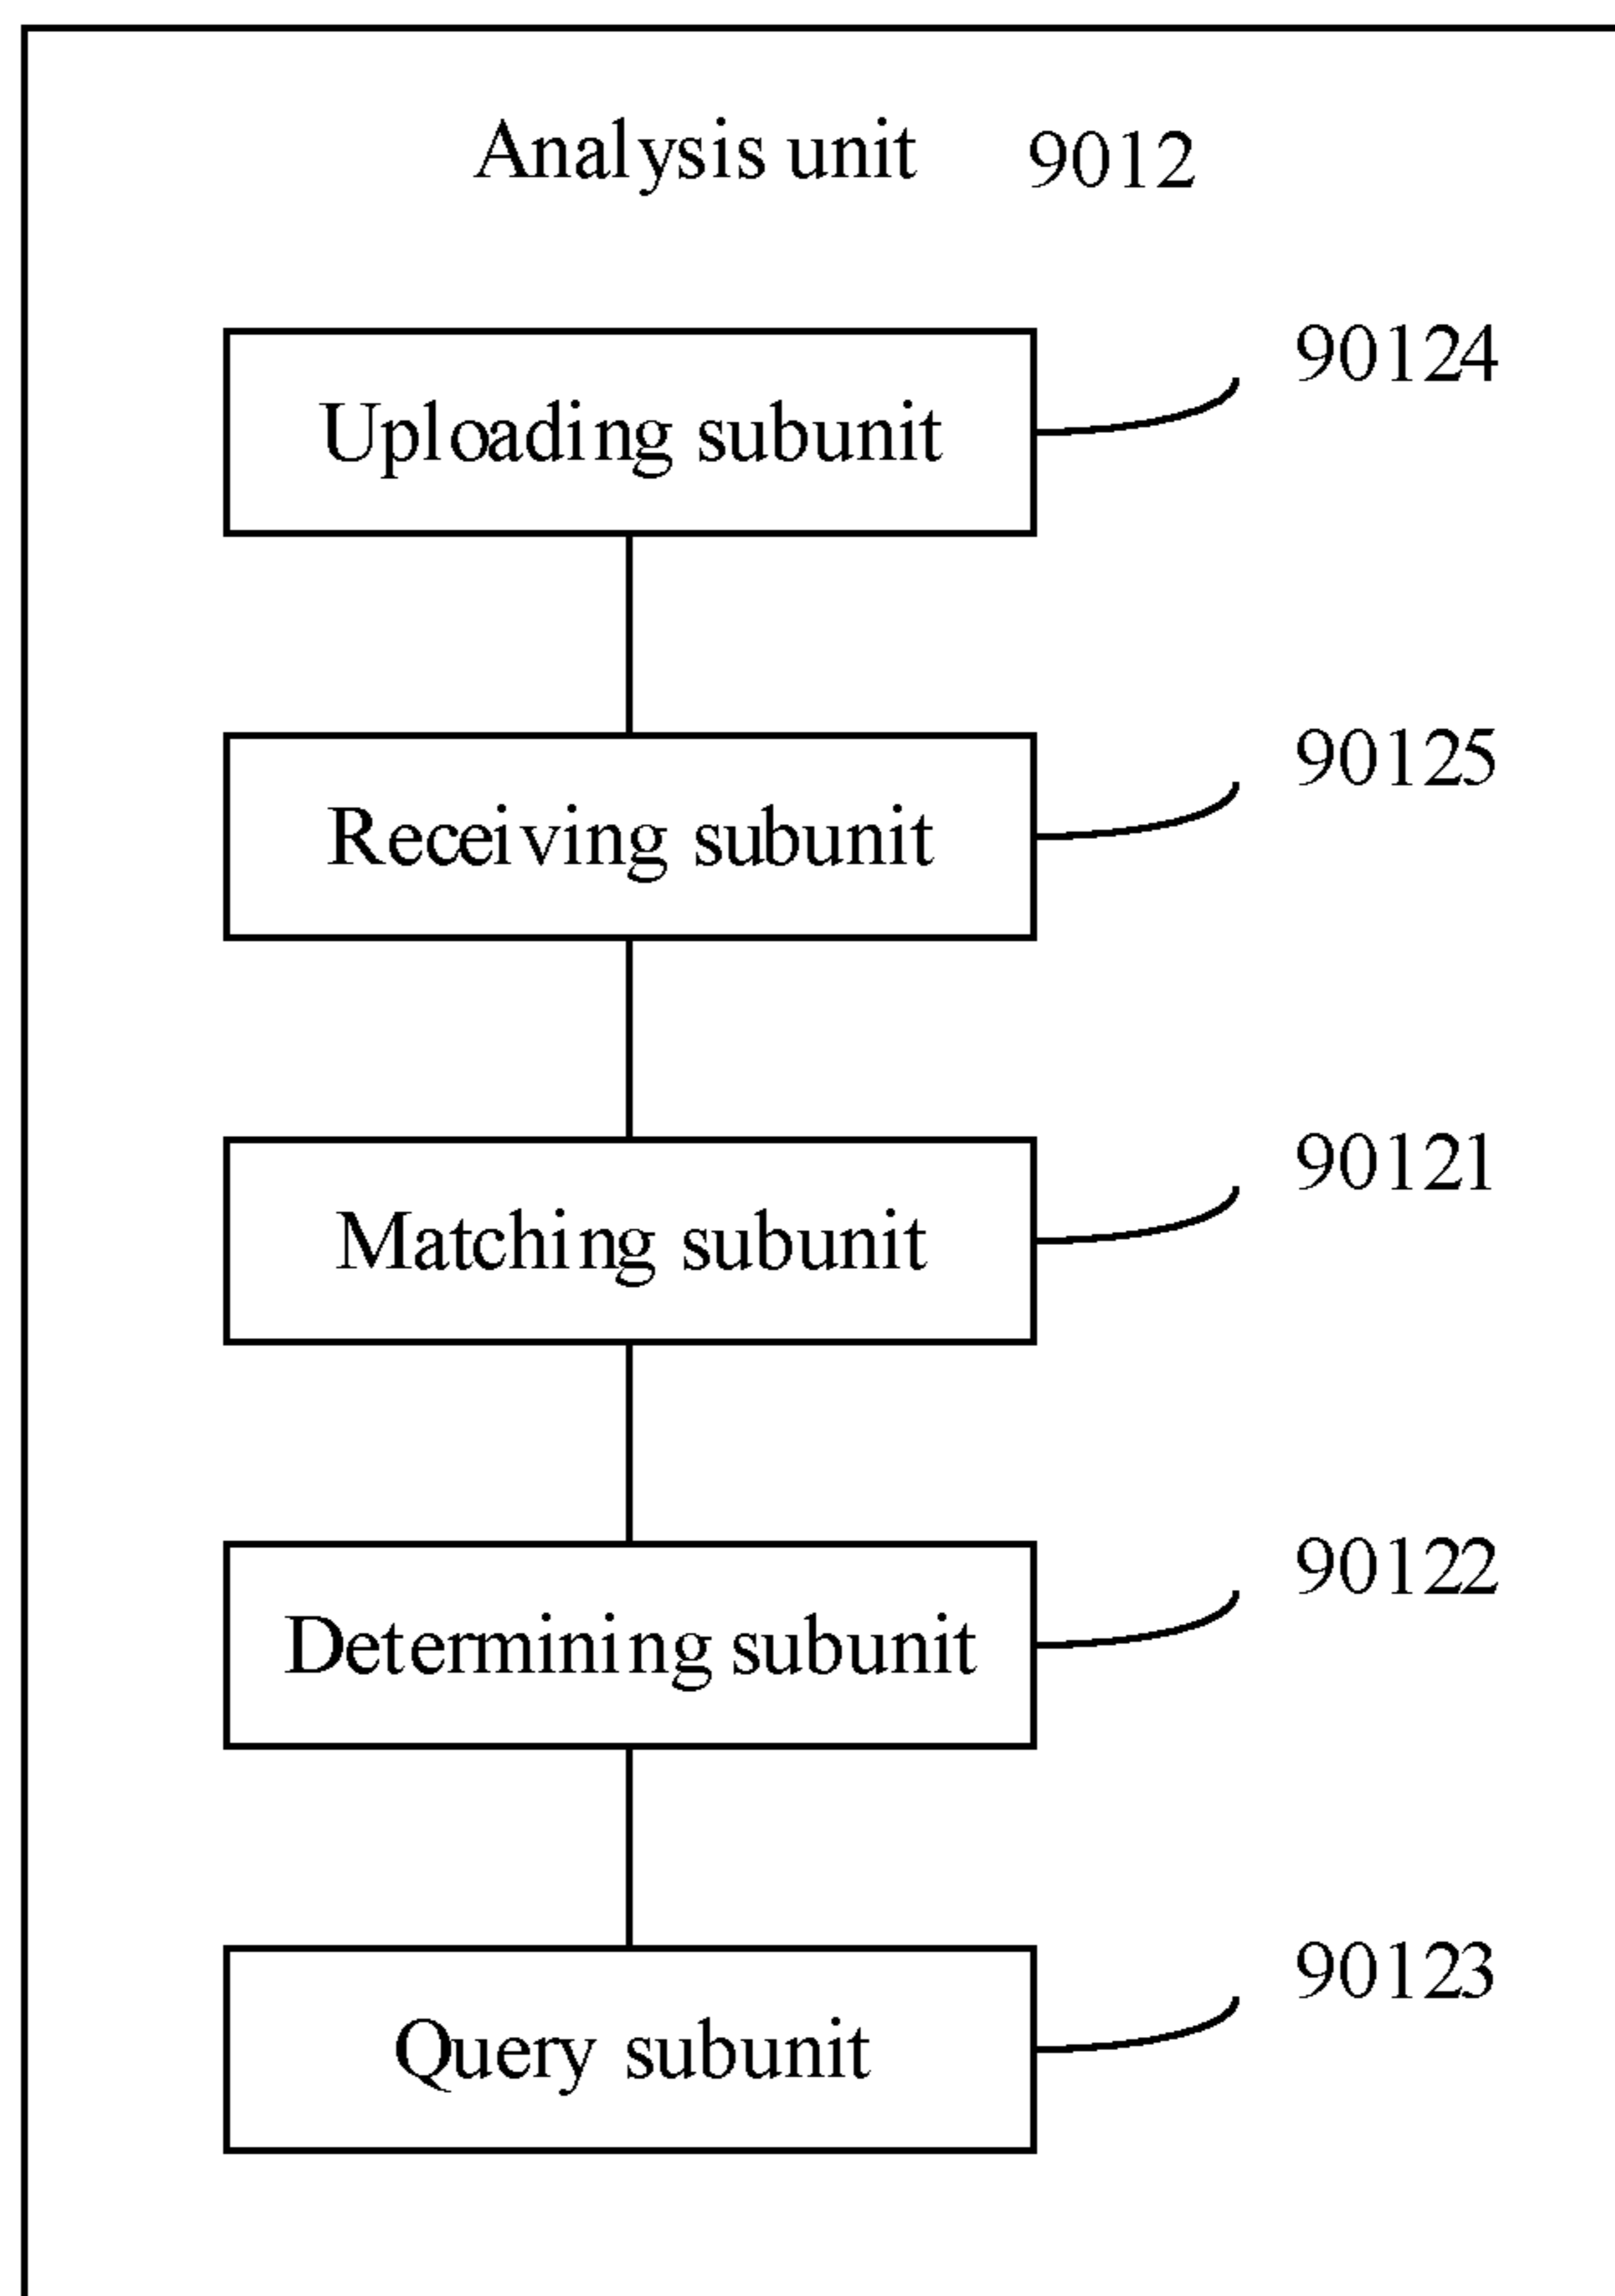 Analysis unit 9012
Uploading subunit 90124
Receiving subunit 90125
Matching subunit 90121
Determining subunit 90122
Query subunit 90123